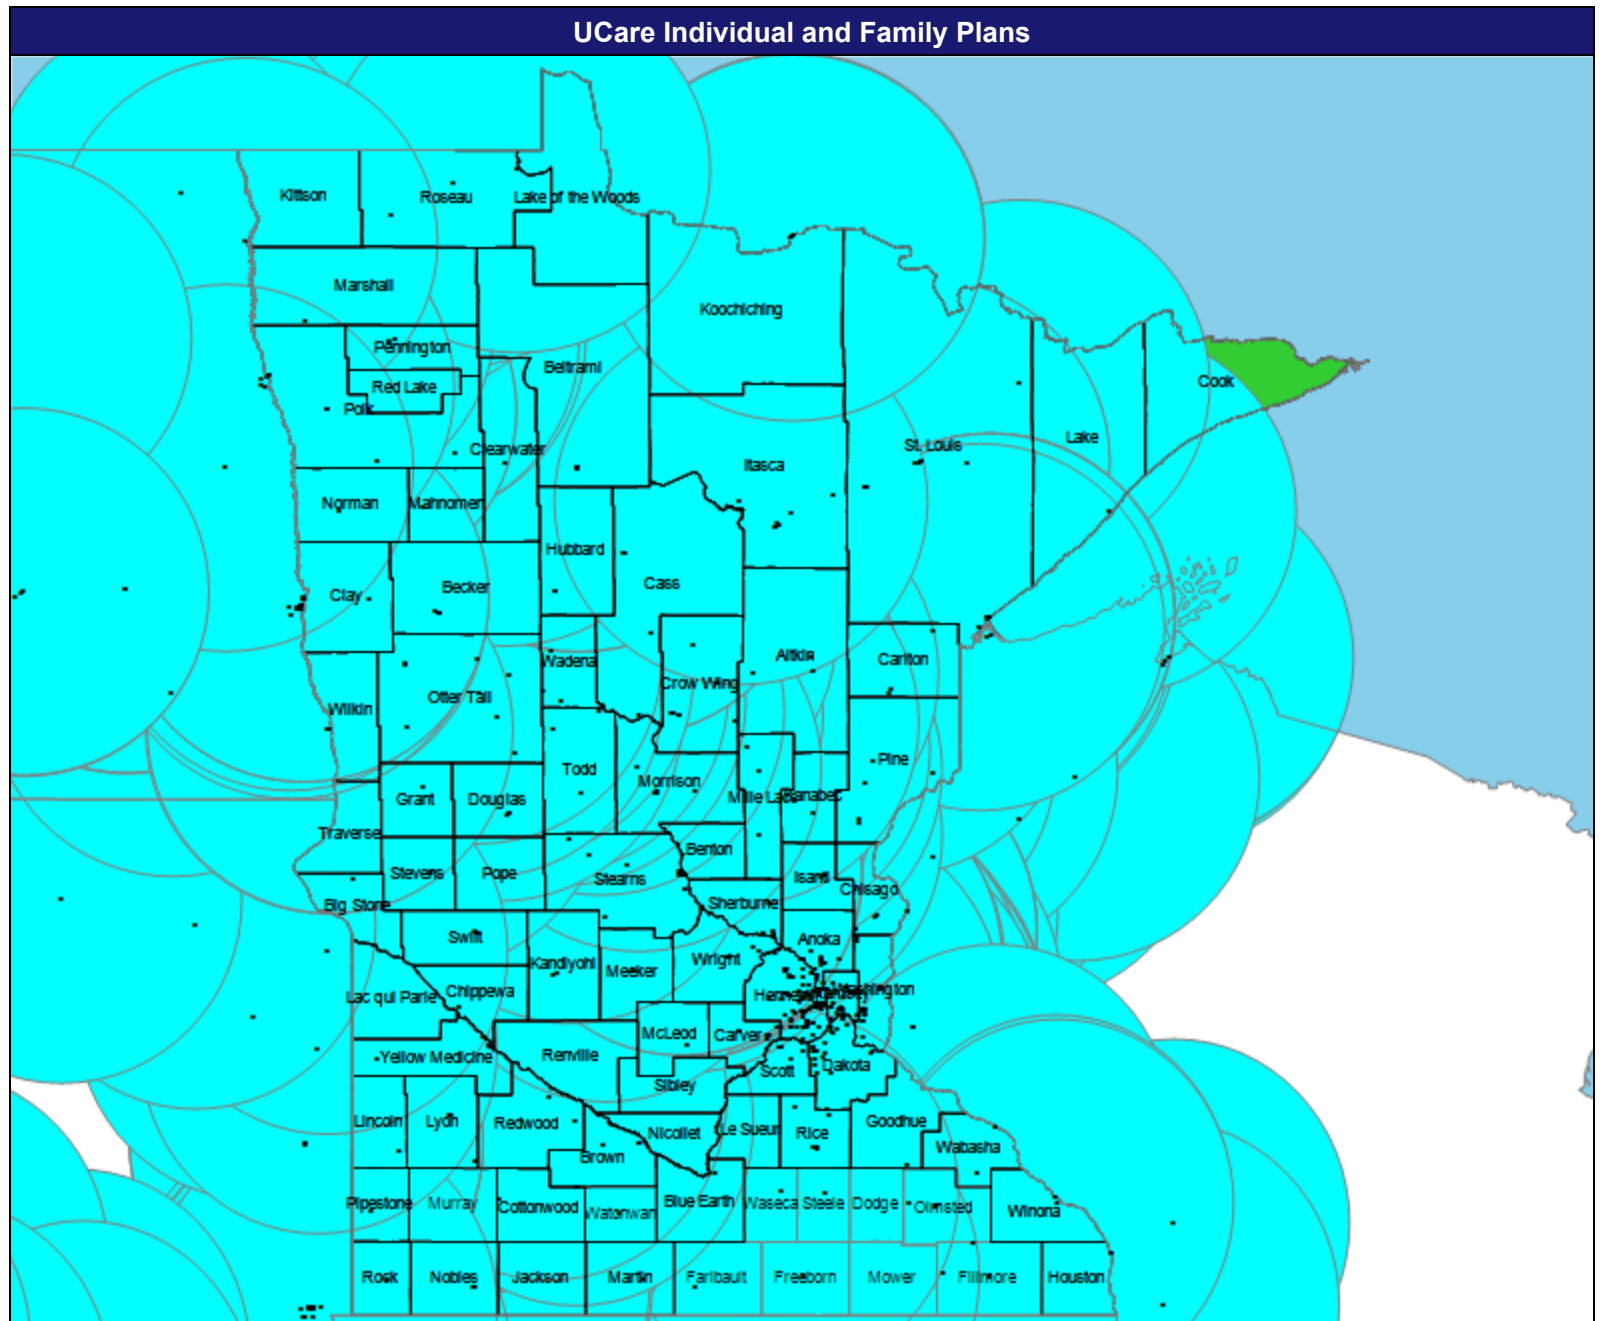 UCare Individual and Family Plans
Kittson
Roseau
Lake of the Woods
Marshall
Koochiching
Pennington
Beltrami
Red Lake
Cook
Polk
Clearwater
St. Louis
Lake
Itasca
Norman
Mahnomen
Hubbard
Cass
Becker
Clay
Aitkin
Carlton
Wadena
Crow Wing
Otter Tail
Wilkin
Pine
Todd
Morrison
Grant
Douglas
Mille Lacs
Kanabec
Traverse
Benton
Stevens
Pope
Stearns
Isanti
Chisago
Big Stone
Sherburne
Swift
Anoka
Kandiyohi
Meeker
Wright
Lac qui Parle
Chippewa
Hennepin
Ramsey
Washington
McLeod
Carver
Yellow Medicine
Renville
Scott
Dakota
Sibley
Lincoln
Lyon
Redwood
Nicollet
Le Sueur
Rice
Goodhue
Wabasha
Brown
Pipestone
Murray
Cottonwood
Watonwan
Blue Earth
Waseca
Steele
Dodge
Olmsted
Winona
Rock
Nobles
Jackson
Martin
Faribault
Freeborn
Mower
Fillmore
Houston